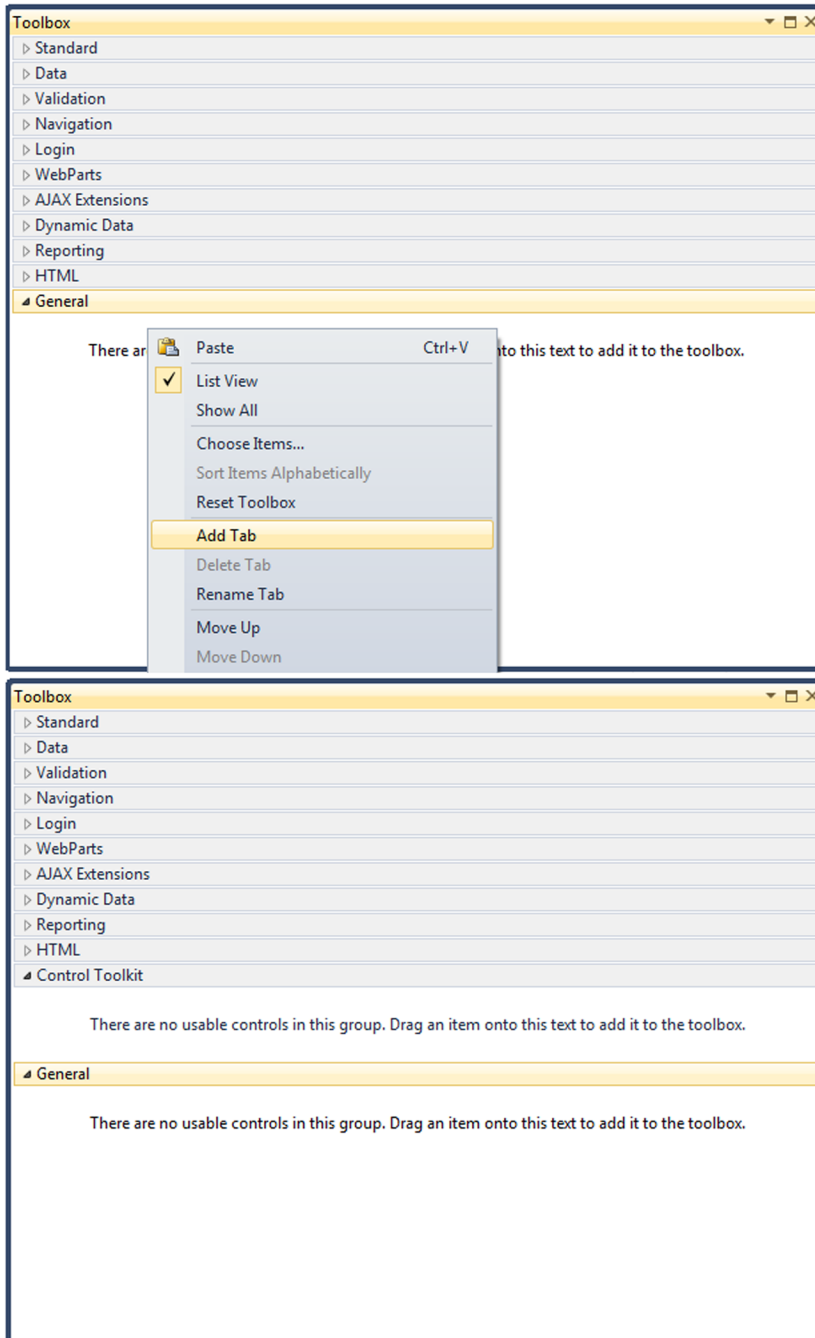 Toolbox
Standard
Data
Validation
Navigation
Login
WebParts
AJAX Extensions
Dynamic Data
Reporting
HTML
General
There ar
to this text to add it to the toolbox.
Paste Ctrl+V
List View
Show All
Choose Items...
Sort Items Alphabetically
Reset Toolbox
Add Tab
Delete Tab
Rename Tab
Move Up
Move Down
Toolbox
Standard
Data
Validation
Navigation
Login
WebParts
AJAX Extensions
Dynamic Data
Reporting
HTML
Control Toolkit
There are no usable controls in this group. Drag an item onto this text to add it to the toolbox.
General
There are no usable controls in this group. Drag an item onto this text to add it to the toolbox.